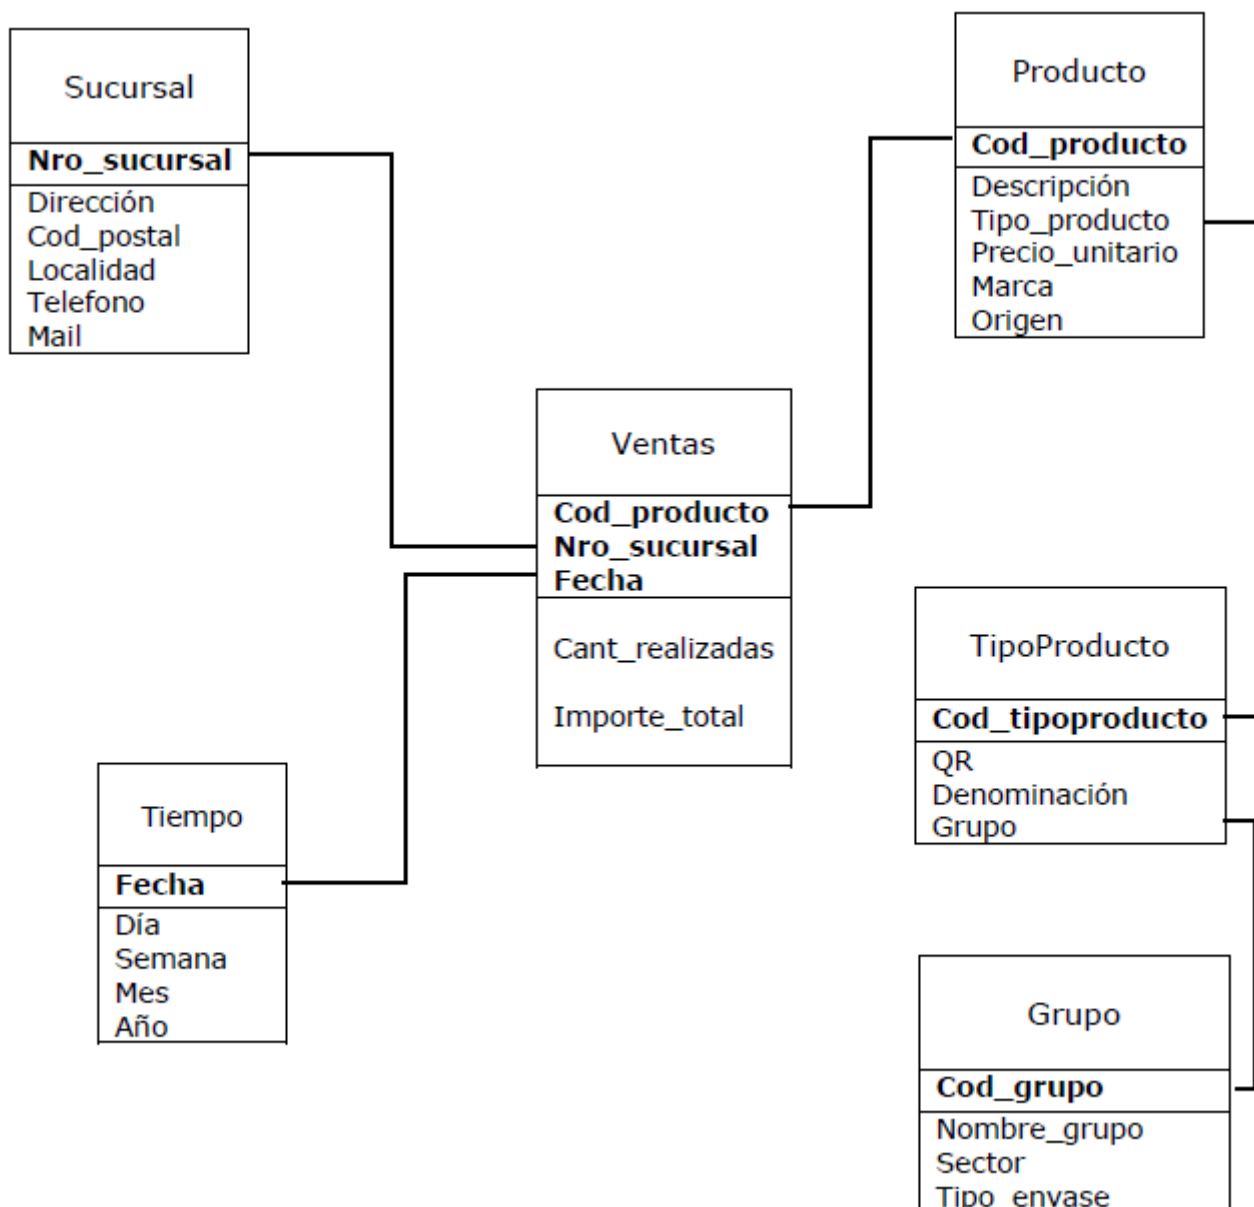 Sucursal
Nro_sucursal
Dirección
Cod_postal
Localidad
Telefono
Mail
Producto
Cod_producto
Descripción
Tipo_producto
Precio_unitario
Marca
Origen
Ventas
Cod_producto
Nro_sucursal
Fecha
Cant_realizadas
Importe_total
Tiempo
Fecha
Día
Semana
Mes
Año
TipoProducto
Cod_tipoproducto
QR
Denominación
Grupo
Grupo
Cod_grupo
Nombre_grupo
Sector
Tipo_envase